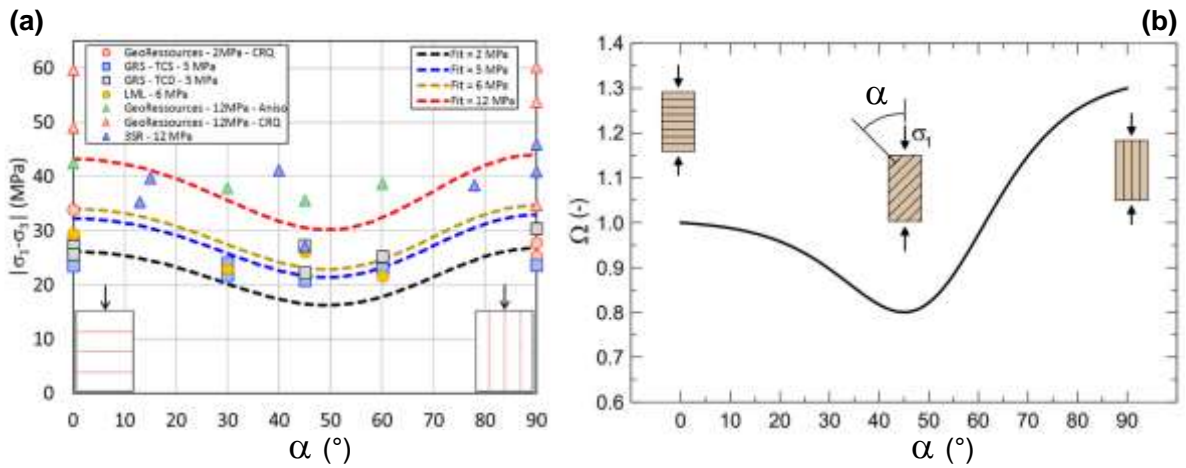 (a)
(b)
GeoRessources - 2MPa - CRQ
GRS - TCS - 5 MPa
GRS - TCD - 5 MPa
LML - 6 MPa
GeoRessources - 12MPa - Aniso
GeoRessources - 12MPa - CRQ
3SR - 12 MPa
Fit = 2 MPa
Fit = 5 MPa
Fit = 6 MPa
Fit = 12 MPa
|σ1-σ3| (MPa)
60
50
40
30
20
10
0
0 10 20 30 40 50 60 70 80 90
α (°)
Ω (-)
1.4
1.3
1.2
1.1
1.0
0.9
0.8
0.7
0.6
α
σ1
0 10 20 30 40 50 60 70 80 90
α (°)